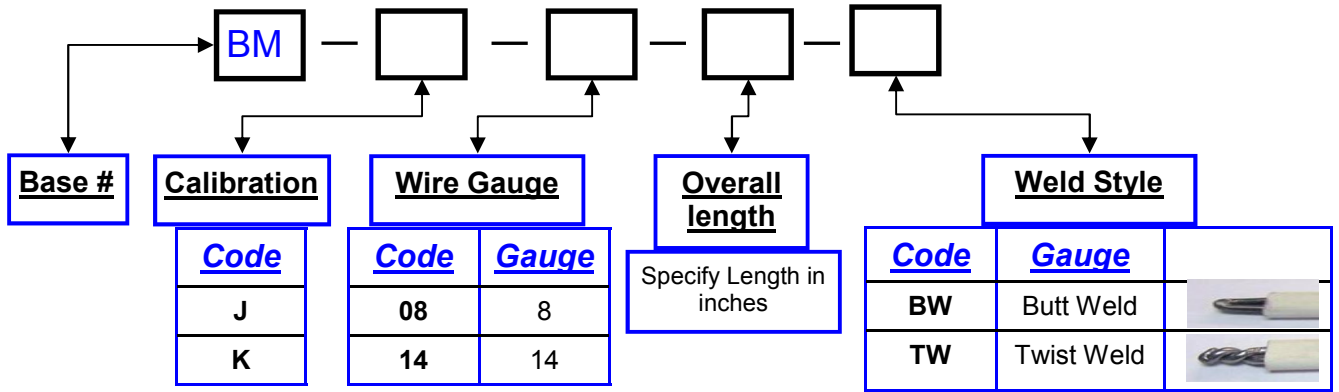 BM
Base #
Calibration
Wire Gauge
Overall
length
Weld Style
Code
J
K
Code Gauge
08 8
14 14
Specify Length in
inches
Code Gauge
BW Butt Weld
TW Twist Weld